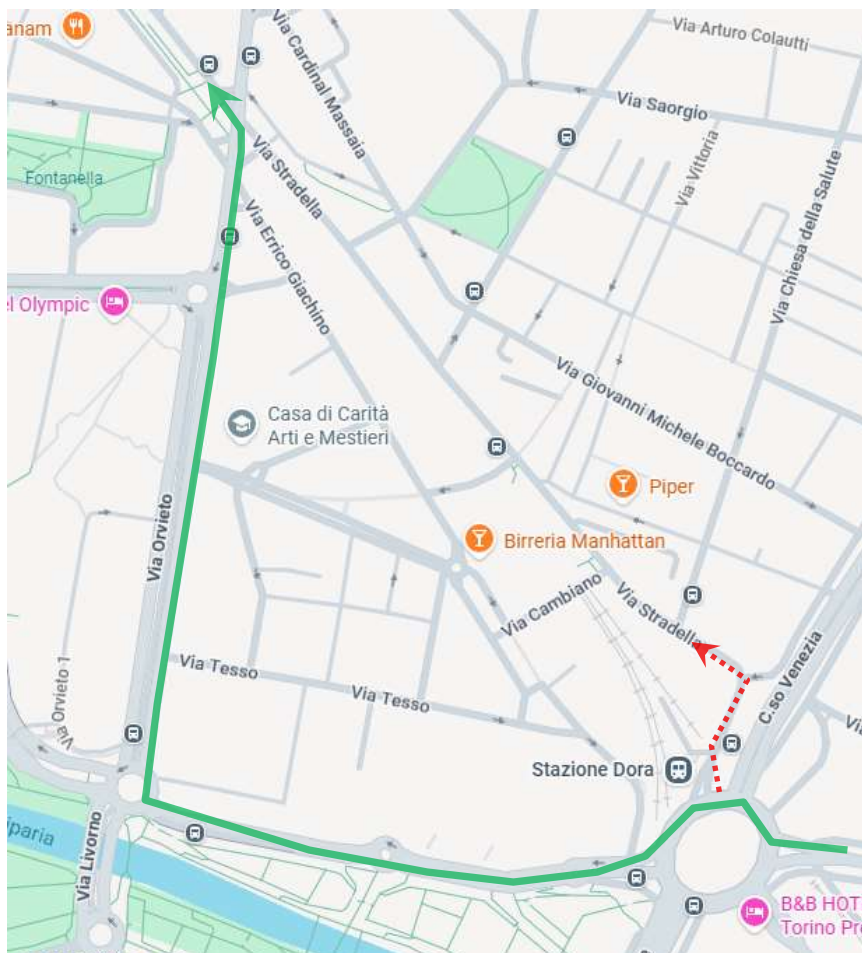 anam
Via Cardinal Massaia
Via Arturo Colautti
Via Saorgio
Via Stradella
Via Vittoria
Fontanella
Via Errico Giachino
Via Chiesa della Salute
el Olympic
Via Giovanni Michele Boccardo
Casa di Carità
Arti e Mestieri
Piper
Via Orvieto
Birreria Manhattan
Via Cambiano
Via Stradella
C.so Venezia
Via Tesso
Via Tesso
Via Orvieto 1
Via
Stazione Dora
iparia
Via Livorno
B&B HOT
Torino Pro